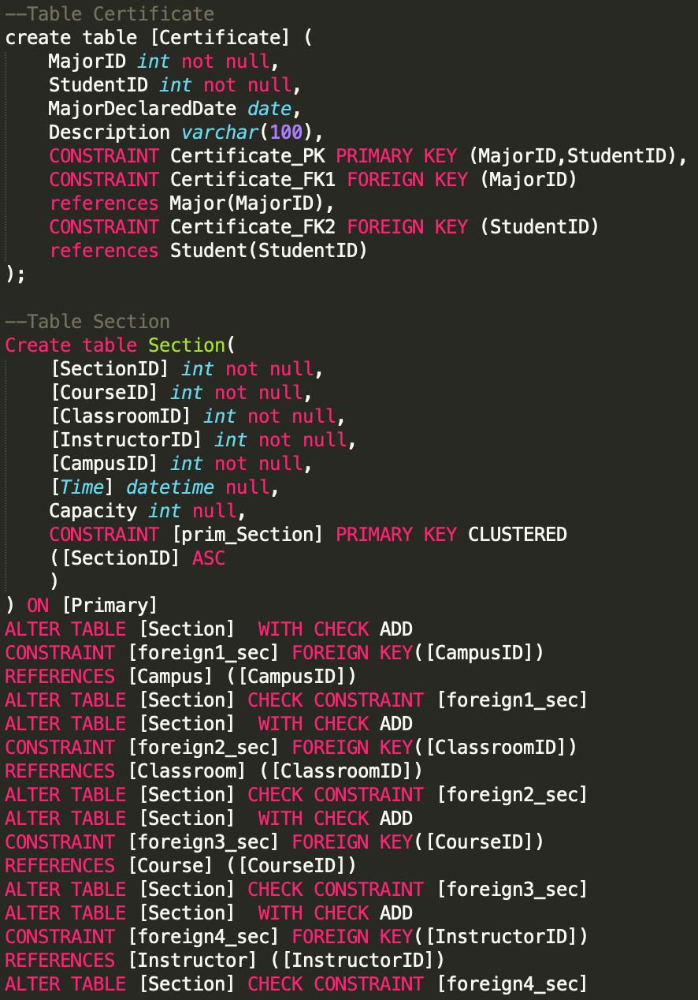 --Table Certificate
create table [Certificate] (
    MajorID int not null,
    StudentID int not null,
    MajorDeclaredDate date,
    Description varchar(100),
    CONSTRAINT Certificate_PK PRIMARY KEY (MajorID,StudentID),
    CONSTRAINT Certificate_FK1 FOREIGN KEY (MajorID)
    references Major(MajorID),
    CONSTRAINT Certificate_FK2 FOREIGN KEY (StudentID)
    references Student(StudentID)
);

--Table Section
Create table Section(
    [SectionID] int not null,
    [CourseID] int not null,
    [ClassroomID] int not null,
    [InstructorID] int not null,
    [CampusID] int not null,
    [Time] datetime null,
    Capacity int null,
    CONSTRAINT [prim_Section] PRIMARY KEY CLUSTERED
    ([SectionID] ASC
    )
) ON [Primary]
ALTER TABLE [Section]  WITH CHECK ADD
CONSTRAINT [foreign1_sec] FOREIGN KEY([CampusID])
REFERENCES [Campus] ([CampusID])
ALTER TABLE [Section] CHECK CONSTRAINT [foreign1_sec]
ALTER TABLE [Section]  WITH CHECK ADD
CONSTRAINT [foreign2_sec] FOREIGN KEY([ClassroomID])
REFERENCES [Classroom] ([ClassroomID])
ALTER TABLE [Section] CHECK CONSTRAINT [foreign2_sec]
ALTER TABLE [Section]  WITH CHECK ADD
CONSTRAINT [foreign3_sec] FOREIGN KEY([CourseID])
REFERENCES [Course] ([CourseID])
ALTER TABLE [Section] CHECK CONSTRAINT [foreign3_sec]
ALTER TABLE [Section]  WITH CHECK ADD
CONSTRAINT [foreign4_sec] FOREIGN KEY([InstructorID])
REFERENCES [Instructor] ([InstructorID])
ALTER TABLE [Section] CHECK CONSTRAINT [foreign4_sec]